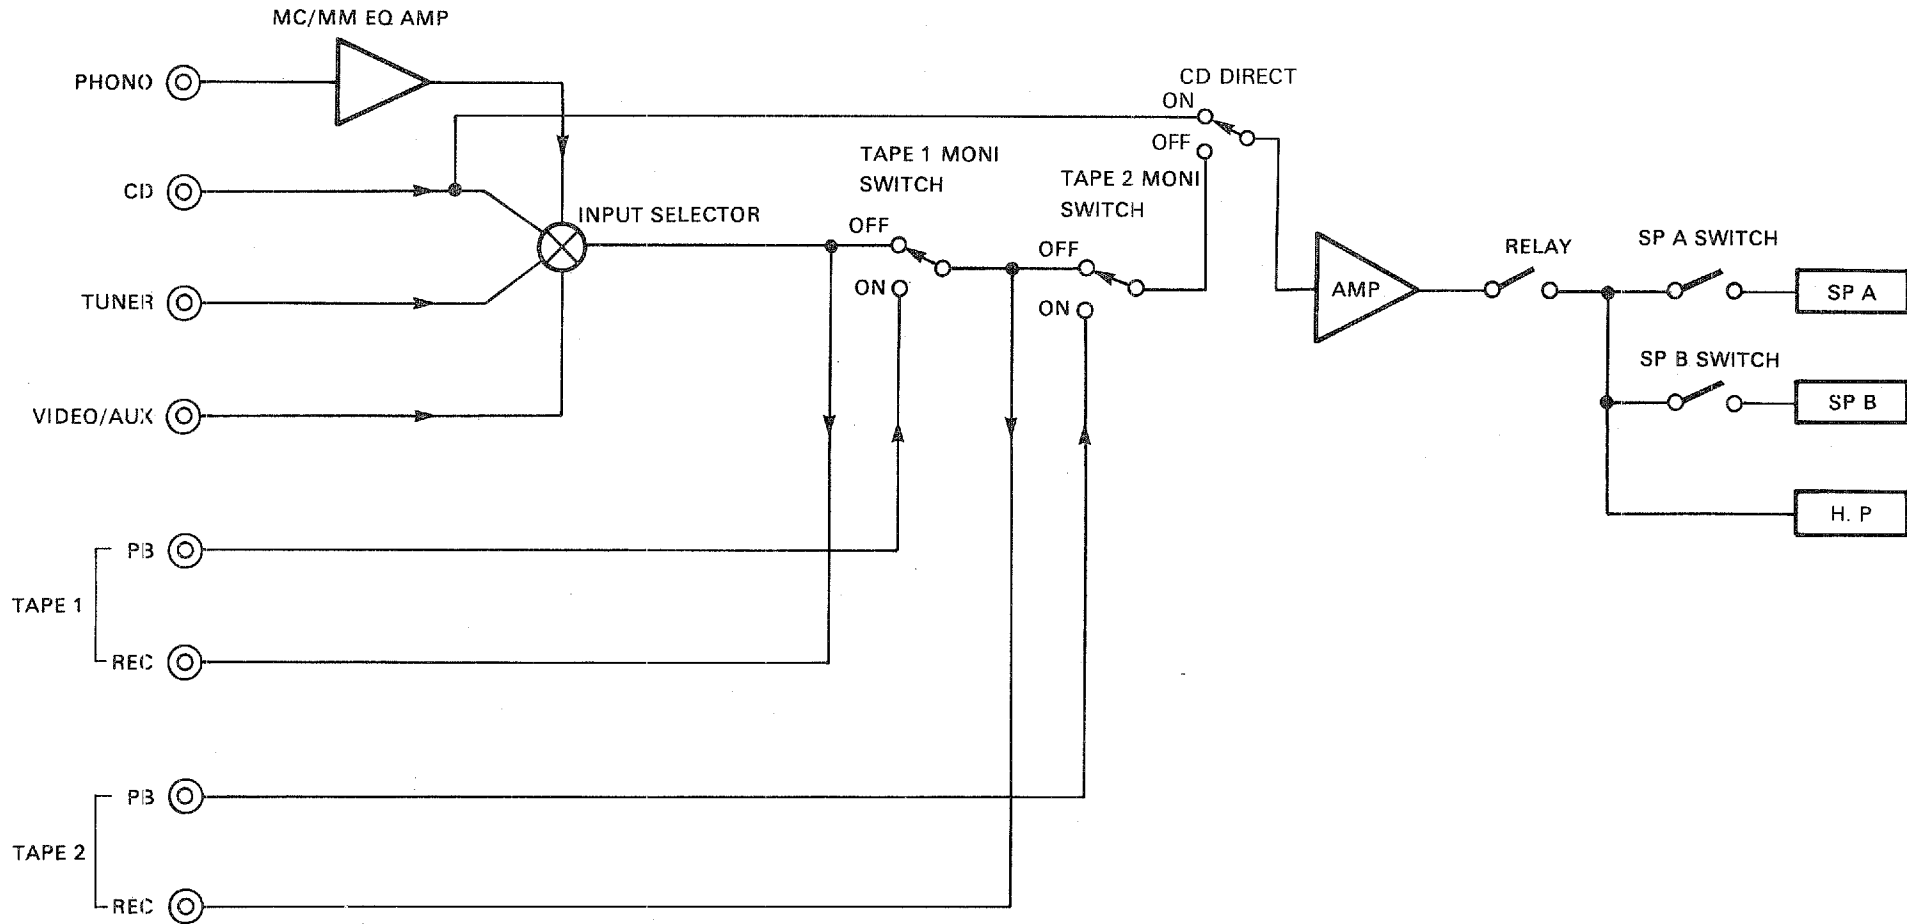 MC/MM EQ AMP
PHONO
CD DIRECT
ON
OFF
TAPE 1 MONI
SWITCH
TAPE 2 MONI
SWITCH
CD
INPUT SELECTOR
OFF
ON
OFF
ON
TUNER
AMP
RELAY
SP A SWITCH
SP A
SP B SWITCH
SP B
VIDEO/AUX
H. P
PB
TAPE 1
REC
PB
TAPE 2
REC